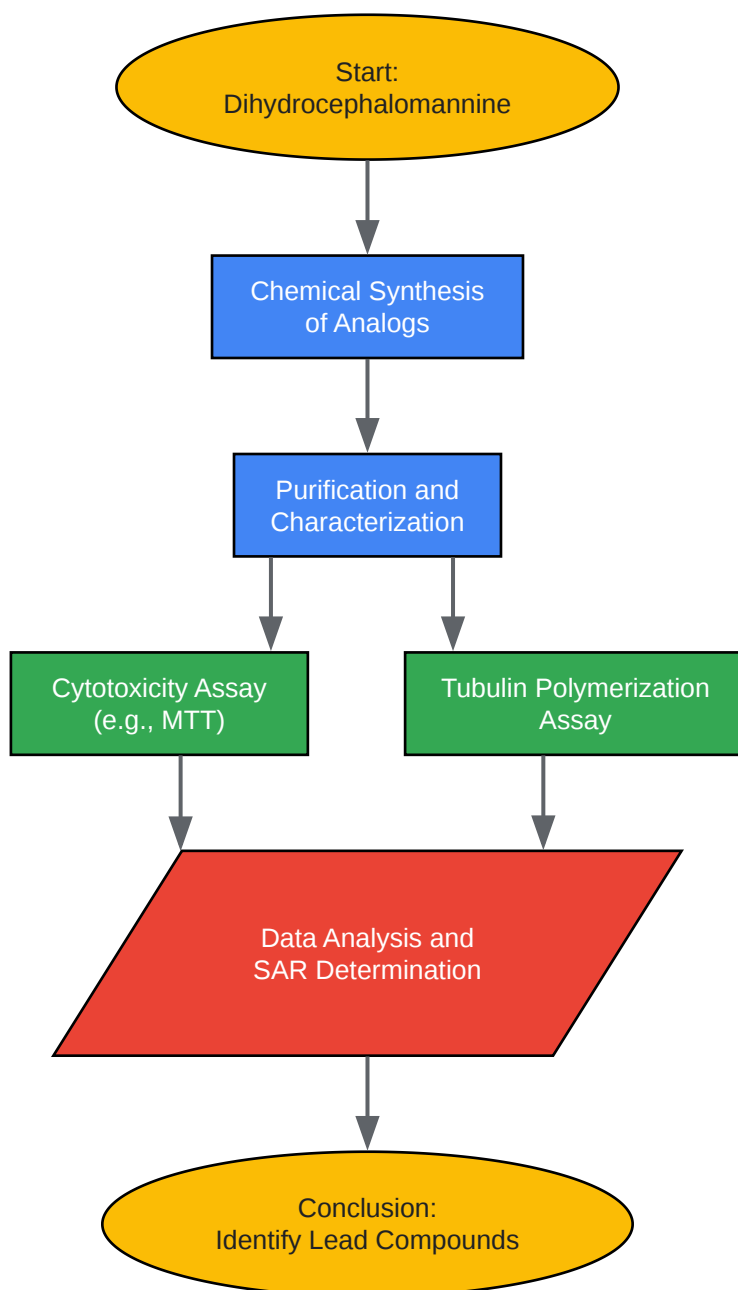 Start:
Dihydrocephalomannine
Chemical Synthesis
of Analogs
Purification and
Characterization
Cytotoxicity Assay
(e.g., MTT)
Tubulin Polymerization
Assay
Data Analysis and
SAR Determination
Conclusion:
Identify Lead Compounds